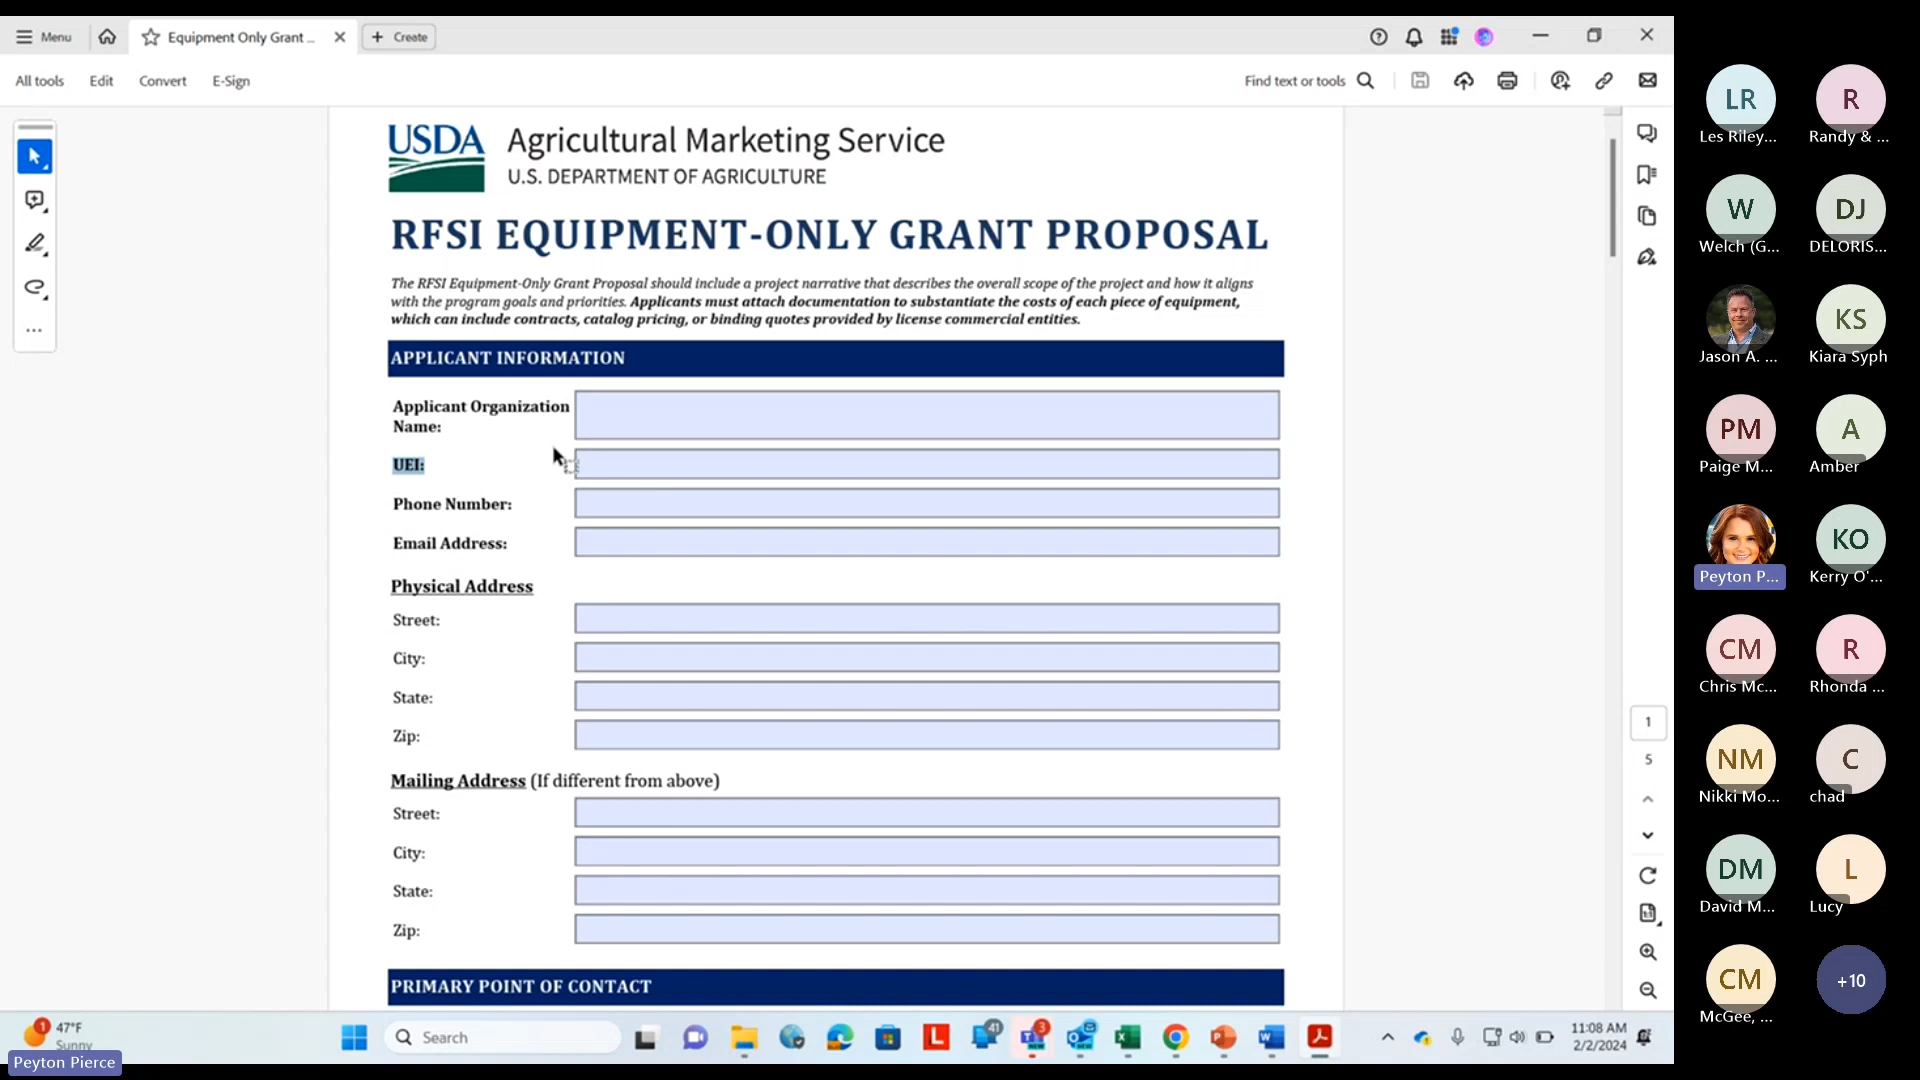 Menu
Equipment Only Grant ...
Create
All tools
Edit
Convert
E-Sign
Find text or tools
USDA
Agricultural Marketing Service
U.S. DEPARTMENT OF AGRICULTURE
RFSI EQUIPMENT-ONLY GRANT PROPOSAL
The RFSI Equipment-Only Grant Proposal should include a project narrative that describes the overall scope of the project and how it aligns
with the program goals and priorities. Applicants must attach documentation to substantiate the costs of each piece of equipment,
which can include contracts, catalog pricing, or binding quotes provided by license commercial entities.
APPLICANT INFORMATION
Applicant Organization
Name:
UEI:
Phone Number:
Email Address:
Physical Address
Street:
City:
State:
Zip:
Mailing Address (If different from above)
Street:
City:
State:
Zip:
PRIMARY POINT OF CONTACT
1
5
LR
Les Riley...
R
Randy & ...
W
Welch (G...
DJ
DELORIS...
Jason A. ...
KS
Kiara Syph
PM
Paige M...
A
Amber
Peyton P...
KO
Kerry O'...
CM
Chris Mc...
R
Rhonda ...
NM
Nikki Mo...
C
chad
DM
David M...
L
Lucy
CM
McGee, ...
+10
1
47°F
Sunny
Search
41
3
NEW
NEW
L
11:08 AM
2/2/2024
Peyton Pierce